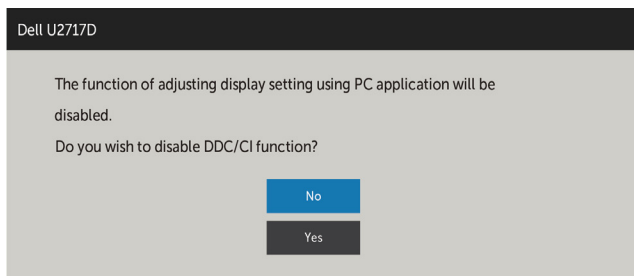 Dell U2717D
The function of adjusting display setting using PC application will be
disabled.
Do you wish to disable DDC/CI function?
No
Yes